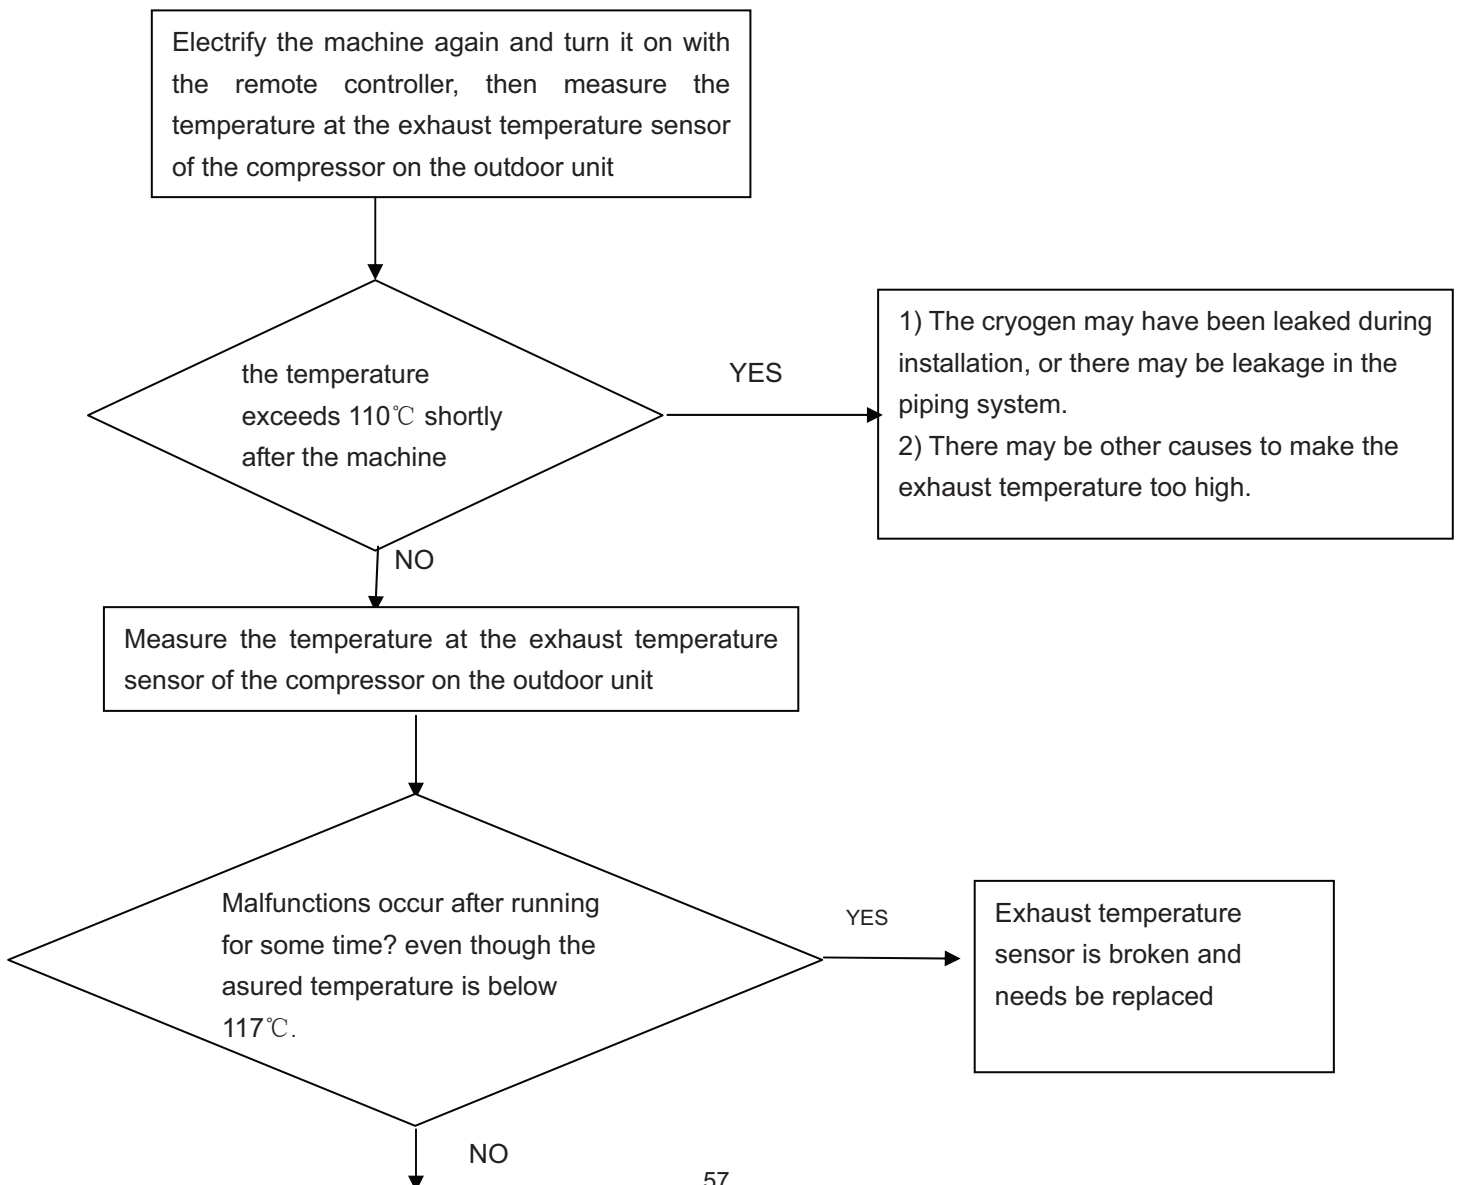 Electrify the machine again and turn it on with
the remote controller, then measure the
temperature at the exhaust temperature sensor
of the compressor on the outdoor unit
the temperature
exceeds 110℃ shortly
after the machine
YES
1) The cryogen may have been leaked during
installation, or there may be leakage in the
piping system.
2) There may be other causes to make the
exhaust temperature too high.
NO
Measure the temperature at the exhaust temperature
sensor of the compressor on the outdoor unit
Malfunctions occur after running
for some time? even though the
asured temperature is below
117℃.
YES
Exhaust temperature
sensor is broken and
needs be replaced
NO
57